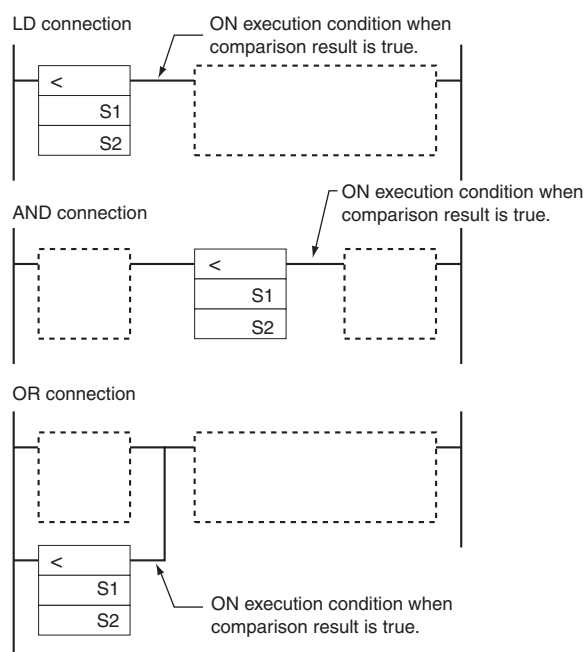 LD connection
ON execution condition when
comparison result is true.
<
S1
S2
AND connection
ON execution condition when
comparison result is true.
<
S1
S2
OR connection
<
S1
S2
ON execution condition when
comparison result is true.